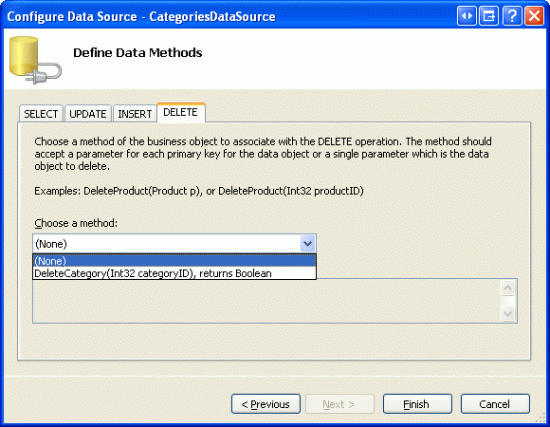 Configure Data Source - CategoriesDataSource
Define Data Methods
SELECT UPDATE INSERT DELETE
Choose a method of the business object to associate with the DELETE operation. The method should
accept a parameter for each primary key for the data object or a single parameter which is the data
object to delete.
Examples: DeleteProduct(Product p), or DeleteProduct(Int32 productID)
Choose a method:
(None)
(None)
DeleteCategory(Int32 categoryID), returns Boolean
< Previous Next > Finish Cancel